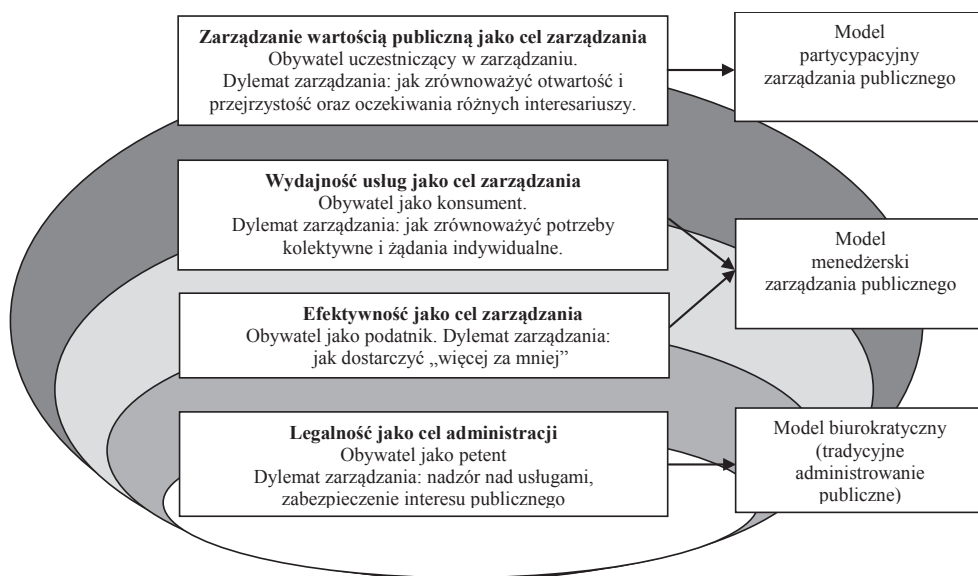 Zarządzanie wartością publiczną jako cel zarządzania
Obywatel uczestniczący w zarządzaniu.
Dylemat zarządzania: jak zrównoważyć otwartość i
przejrzystość oraz oczekiwania różnych interesariuszy.
Model
partycypacyjny
zarządzania publicznego
Wydajność usług jako cel zarządzania
Obywatel jako konsument.
Dylemat zarządzania: jak zrównoważyć potrzeby
kolektywne i żądania indywidualne.
Model
menedżerski
zarządzania publicznego
Efektywność jako cel zarządzania
Obywatel jako podatnik. Dylemat zarządzania:
jak dostarczyć „więcej za mniej”
Legalność jako cel administracji
Obywatel jako petent
Dylemat zarządzania: nadzór nad usługami,
zabezpieczenie interesu publicznego
Model biurokratyczny
(tradycyjne
administrowanie
publiczne)